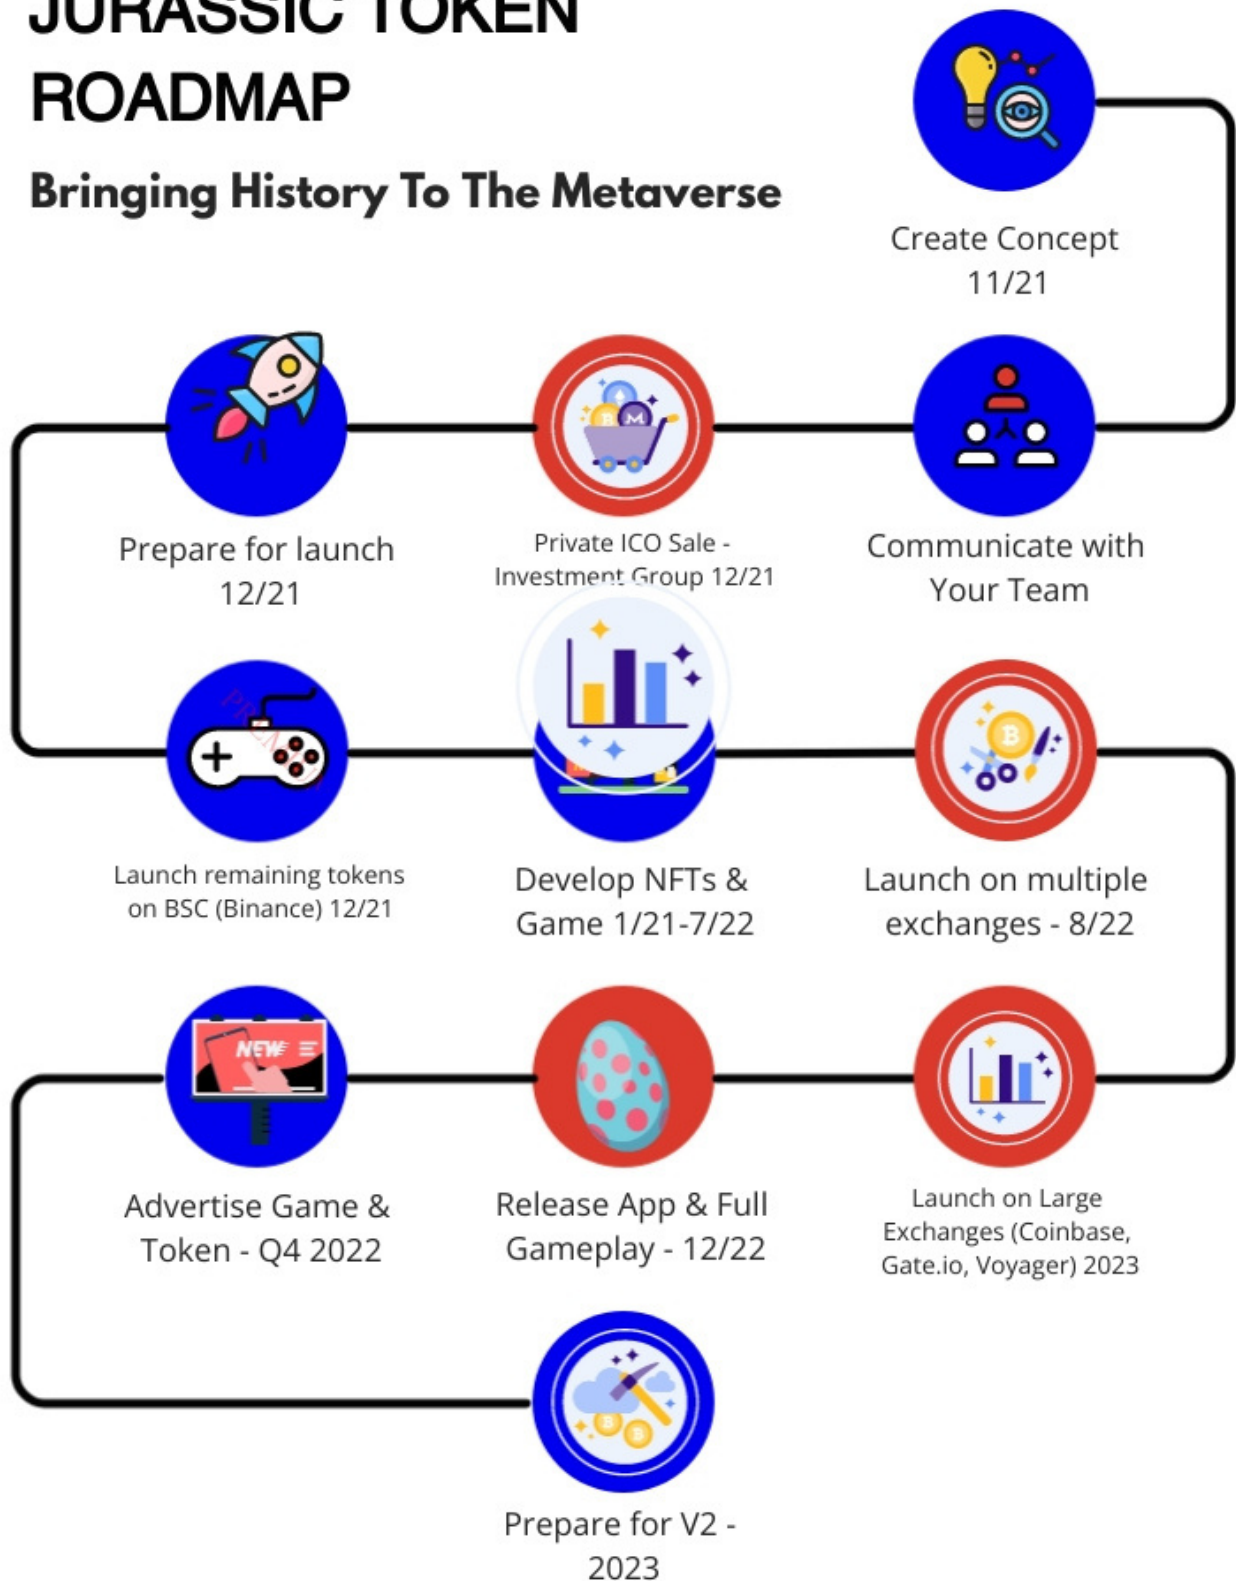 JURASSIC TOKEN
ROADMAP
Bringing History To The Metaverse
Create Concept
11/21
Communicate with
Your Team
Private ICO Sale -
Investment Group 12/21
Prepare for launch
12/21
PREMIUM
Launch remaining tokens
on BSC (Binance) 12/21
Develop NFTs &
Game 1/21-7/22
Launch on multiple
exchanges - 8/22
Launch on Large
Exchanges (Coinbase,
Gate.io, Voyager) 2023
Release App & Full
Gameplay - 12/22
NEW
Advertise Game &
Token - Q4 2022
Prepare for V2 -
2023